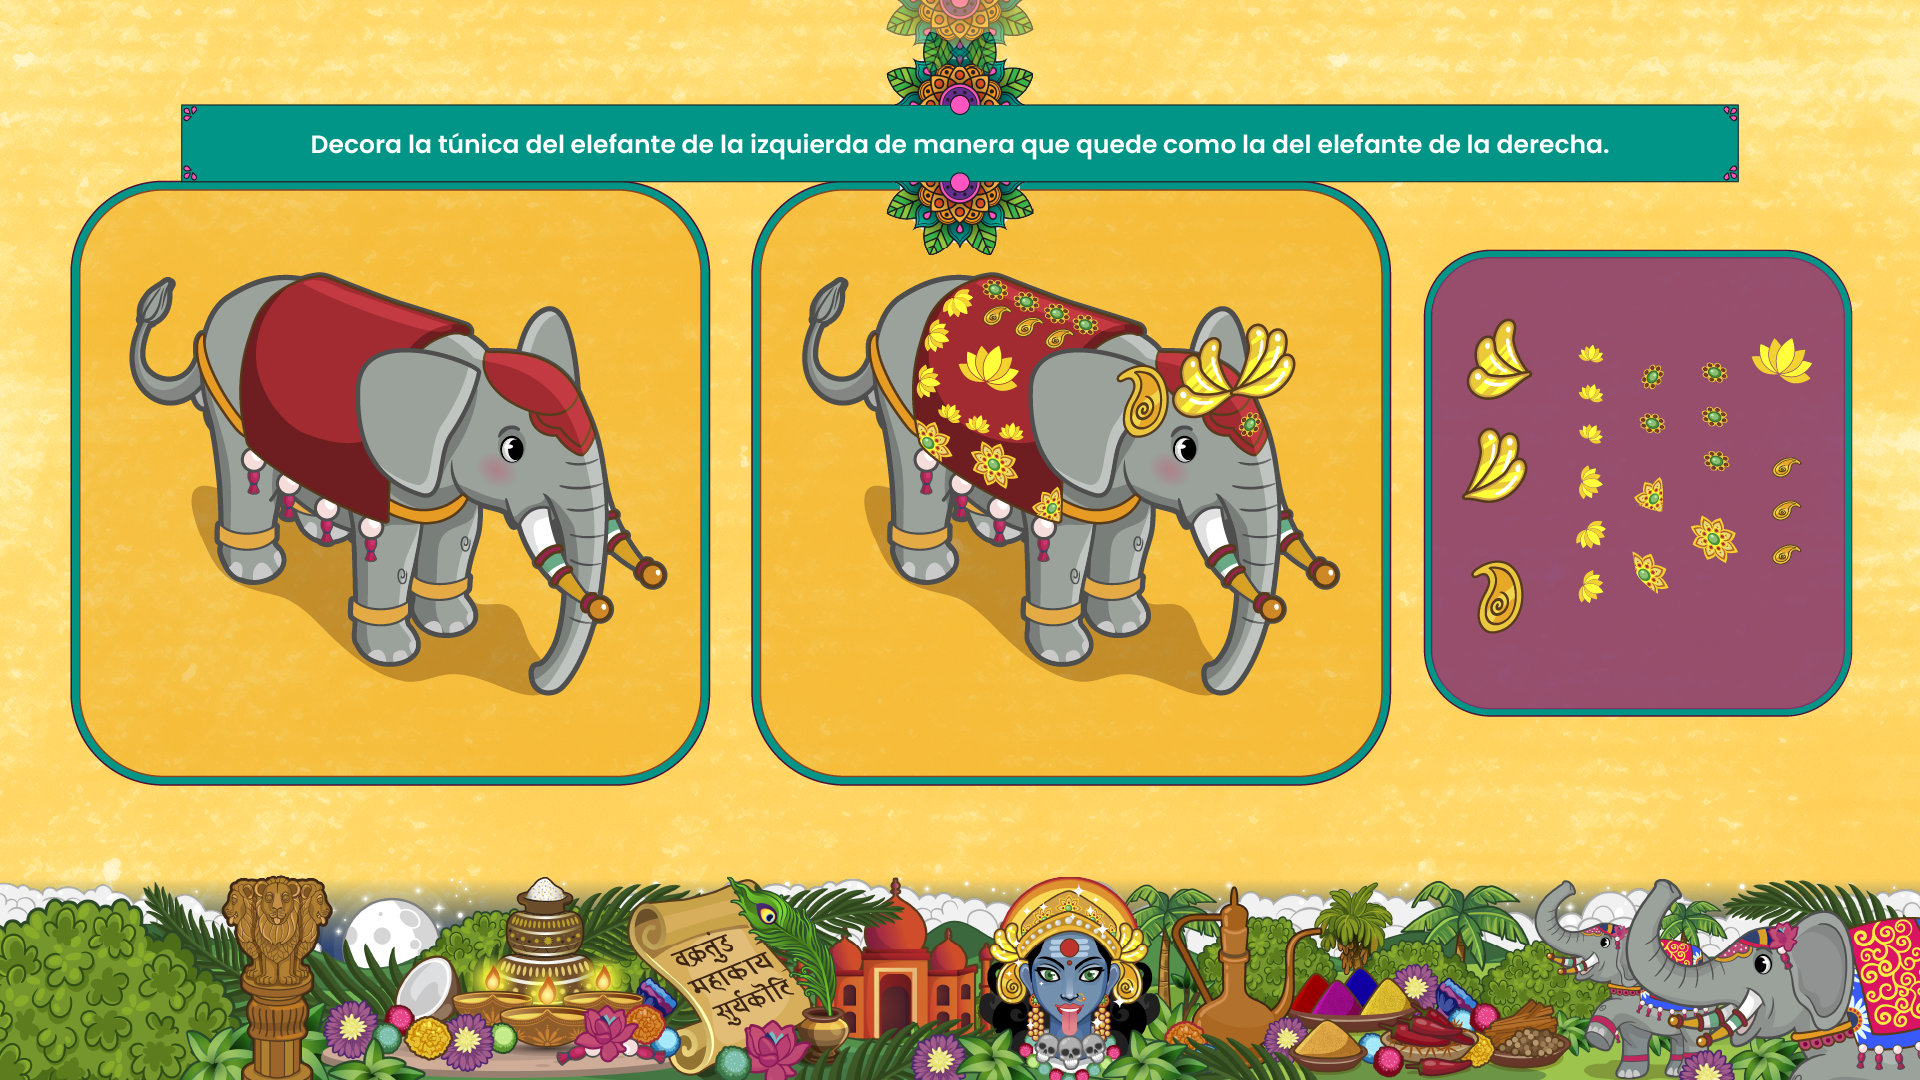 Decora la túnica del elefante de la izquierda de manera que quede como la del elefante de la derecha.
वक्रतुंड
महाकाय
सुर्यकोटि